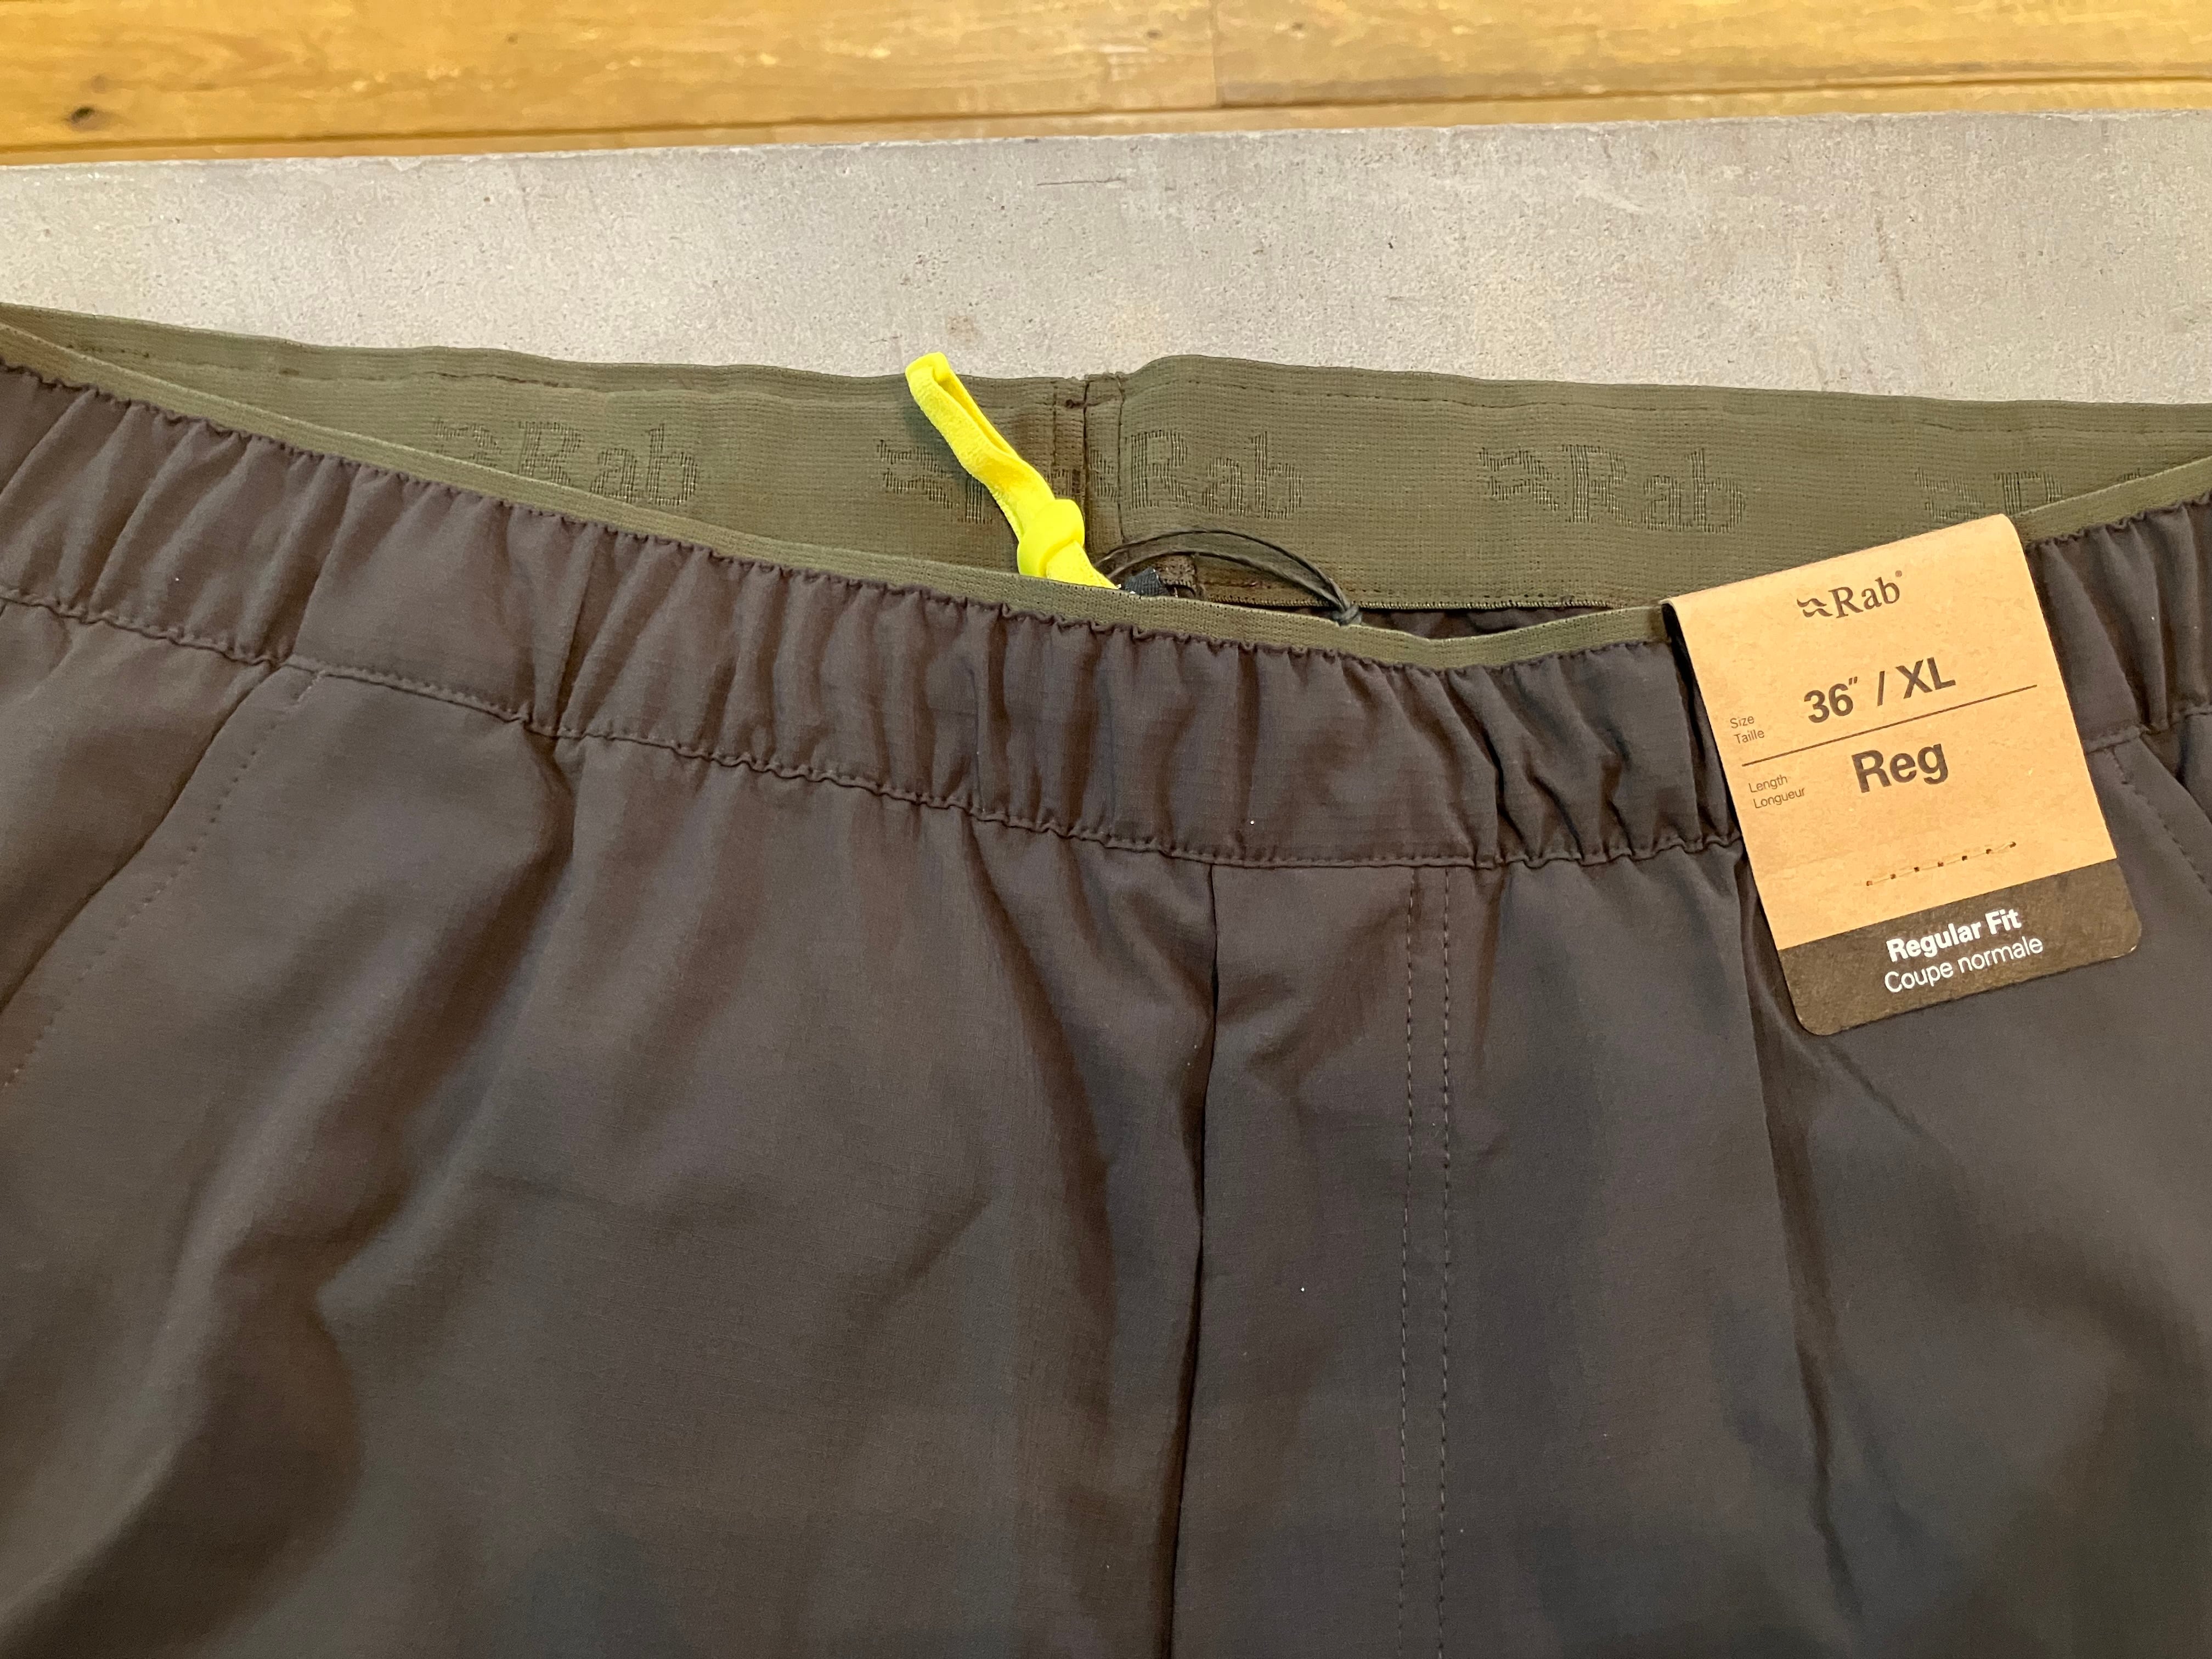 Rab
Rab
Rab
Rab®
Size
Taille
36" / XL
Length
Longueur
Reg
Regular Fit
Coupe normale